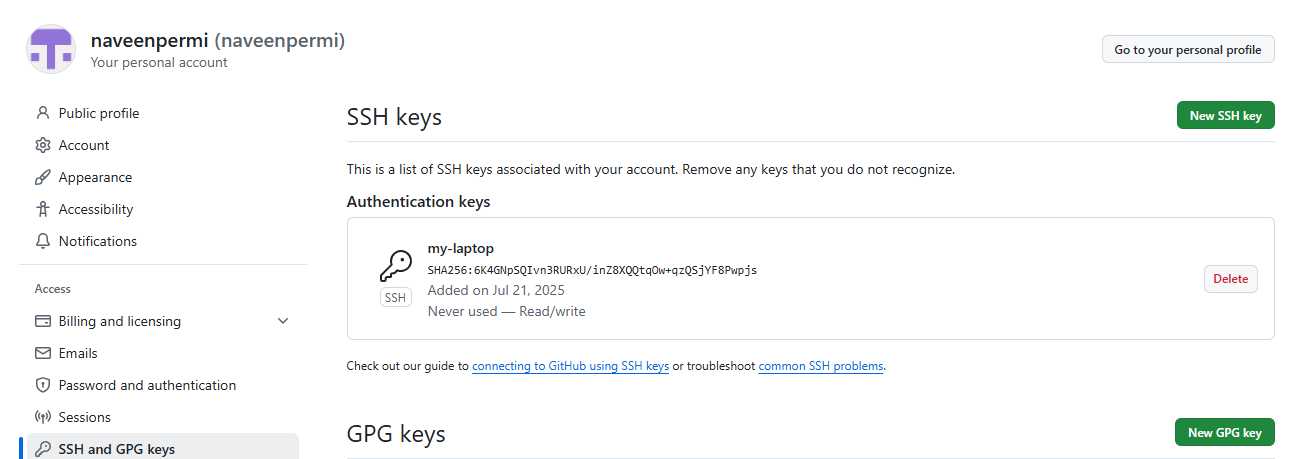 naveenpermi (naveenpermi)
Your personal account
Go to your personal profile
Public profile
Account
Appearance
Accessibility
Notifications
Access
Billing and licensing
Emails
Password and authentication
Sessions
SSH and GPG keys
SSH keys
New SSH key
This is a list of SSH keys associated with your account. Remove any keys that you do not recognize.
Authentication keys
my-laptop
SHA256:6K4GNpSQIvn3RURxU/inZ8XQQtqOw+qzQSjYF8Pwpjs
SSH
Added on Jul 21, 2025
Never used — Read/write
Delete
Check out our guide to connecting to GitHub using SSH keys or troubleshoot common SSH problems.
GPG keys
New GPG key